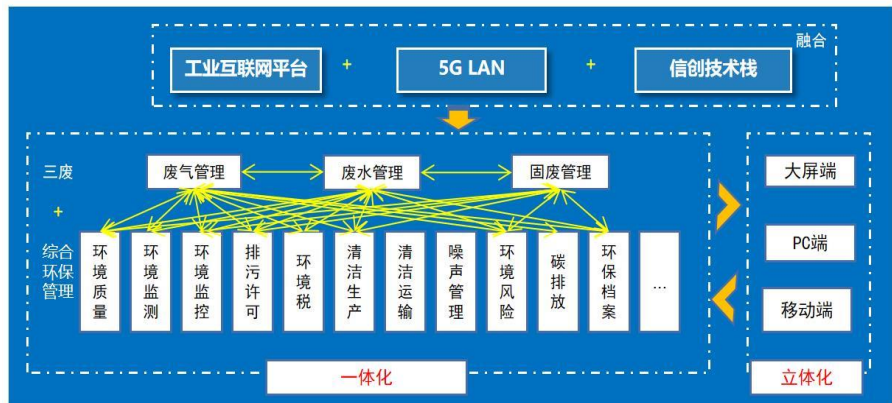 融合
工业互联网平台 + 5G LAN + 信创技术栈
三废
废气管理 废水管理 固废管理
+
综合
环保
管理
环境质量
环境监测
环境监控
排污许可
环境税
清洁生产
清洁运输
噪声管理
环境风险
碳排放
环保档案
...
一体化
大屏端
PC端
移动端
立体化